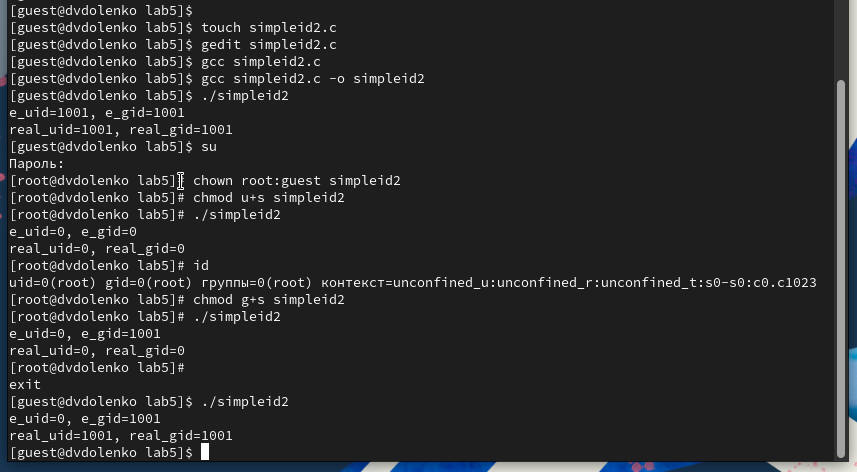 [guest@dvdolenko lab5]$
[guest@dvdolenko lab5]$ touch simpleid2.c
[guest@dvdolenko lab5]$ gedit simpleid2.c
[guest@dvdolenko lab5]$ gcc simpleid2.c
[guest@dvdolenko lab5]$ gcc simpleid2.c -o simpleid2
[guest@dvdolenko lab5]$ ./simpleid2
e_uid=1001, e_gid=1001
real_uid=1001, real_gid=1001
[guest@dvdolenko lab5]$ su
Пароль:
[root@dvdolenko lab5]# chown root:guest simpleid2
[root@dvdolenko lab5]# chmod u+s simpleid2
[root@dvdolenko lab5]# ./simpleid2
e_uid=0, e_gid=0
real_uid=0, real_gid=0
[root@dvdolenko lab5]# id
uid=0(root) gid=0(root) группы=0(root) контекст=unconfined_u:unconfined_r:unconfined_t:s0-s0:c0.c1023
[root@dvdolenko lab5]# chmod g+s simpleid2
[root@dvdolenko lab5]# ./simpleid2
e_uid=0, e_gid=1001
real_uid=0, real_gid=0
[root@dvdolenko lab5]#
exit
[guest@dvdolenko lab5]$ ./simpleid2
e_uid=0, e_gid=1001
real_uid=1001, real_gid=1001
[guest@dvdolenko lab5]$